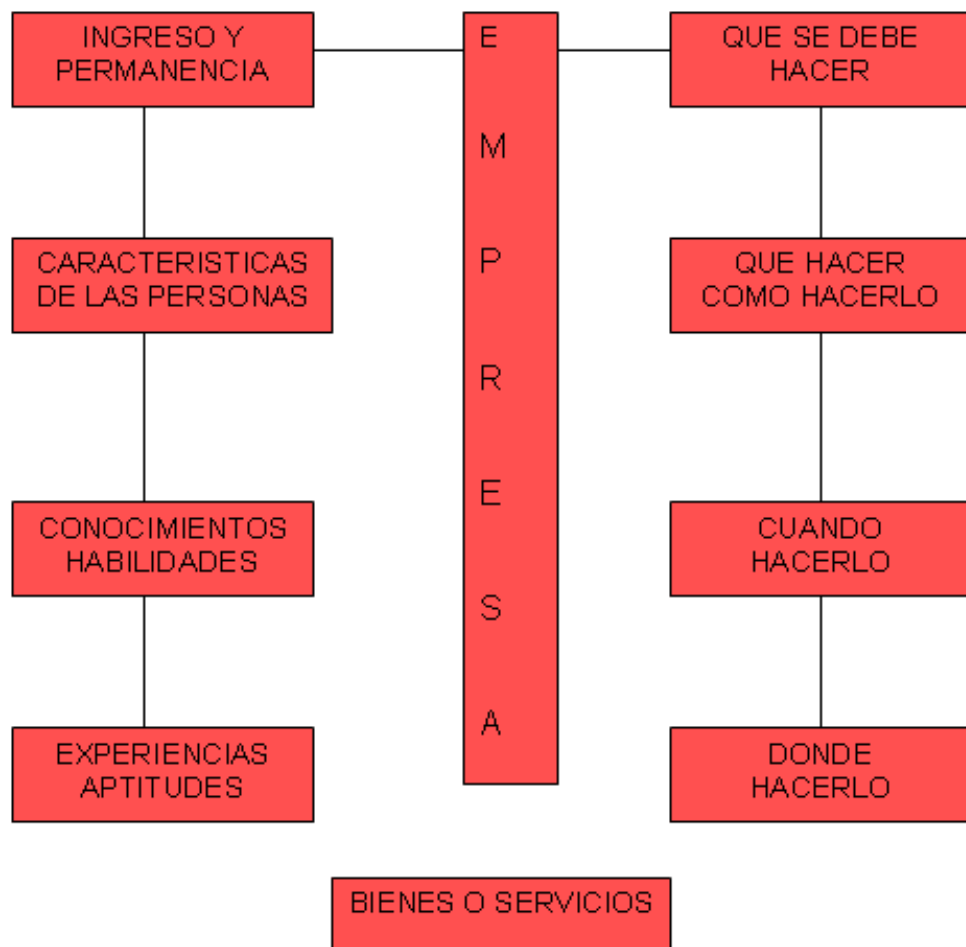 INGRESO Y
PERMANENCIA
CARACTERISTICAS
DE LAS PERSONAS
CONOCIMIENTOS
HABILIDADES
EXPERIENCIAS
APTITUDES
E
M
P
R
E
S
A
QUE SE DEBE
HACER
QUE HACER
COMO HACERLO
CUANDO
HACERLO
DONDE
HACERLO
BIENES O SERVICIOS